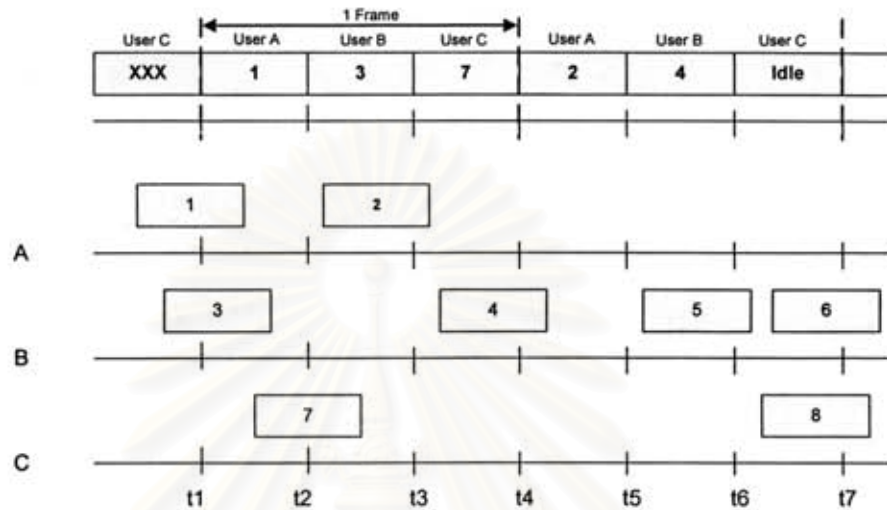 1 Frame
User C User A User B User C User A User B User C
XXX 1 3 7 2 4 Idle
1 2
A
3 4 5 6
B
7 8
C
t1 t2 t3 t4 t5 t6 t7